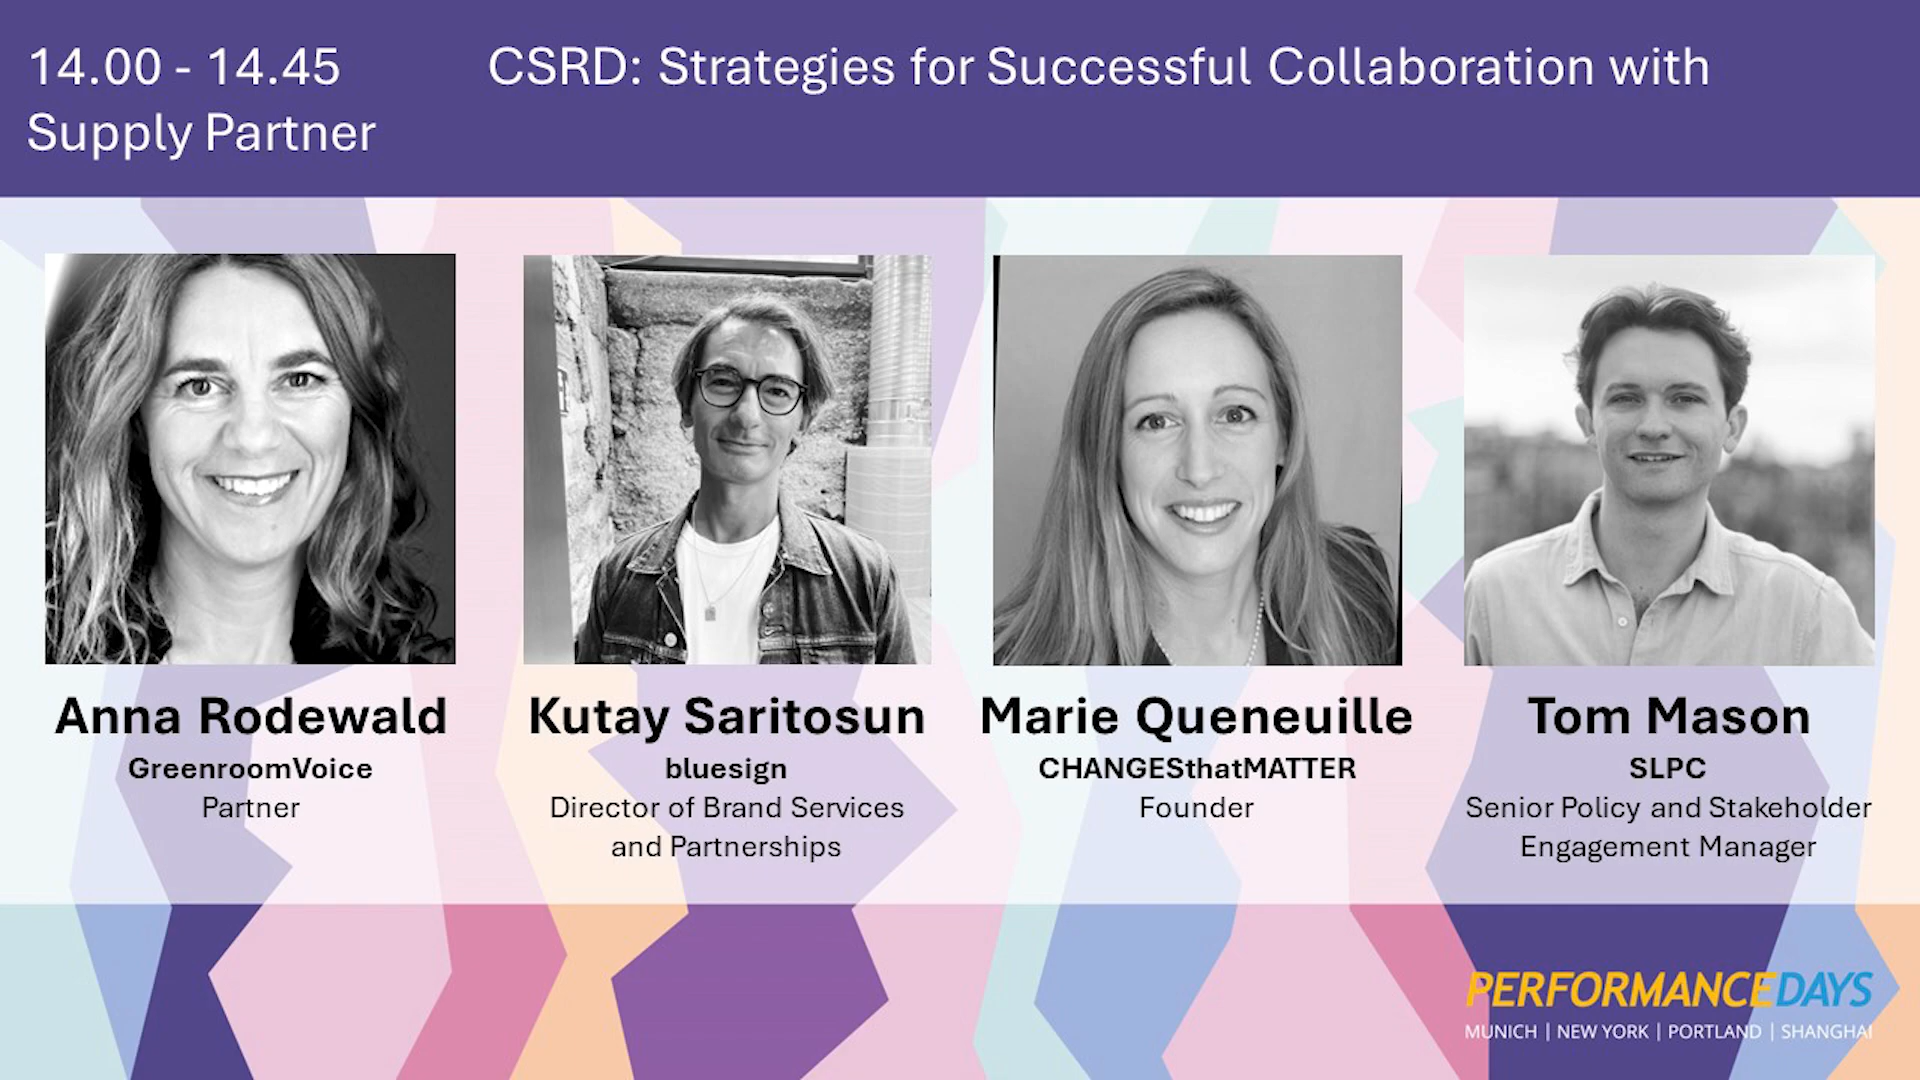 14.00 - 14.45 CSRD: Strategies for Successful Collaboration with
Supply Partner
Anna Rodewald
GreenroomVoice
Partner
Kutay Saritosun
bluesign
Director of Brand Services
and Partnerships
Marie Queneuille
CHANGESthatMATTER
Founder
Tom Mason
SLPC
Senior Policy and Stakeholder
Engagement Manager
PERFORMANCEDAYS
MUNICH | NEW YORK | PORTLAND | SHANGHAI